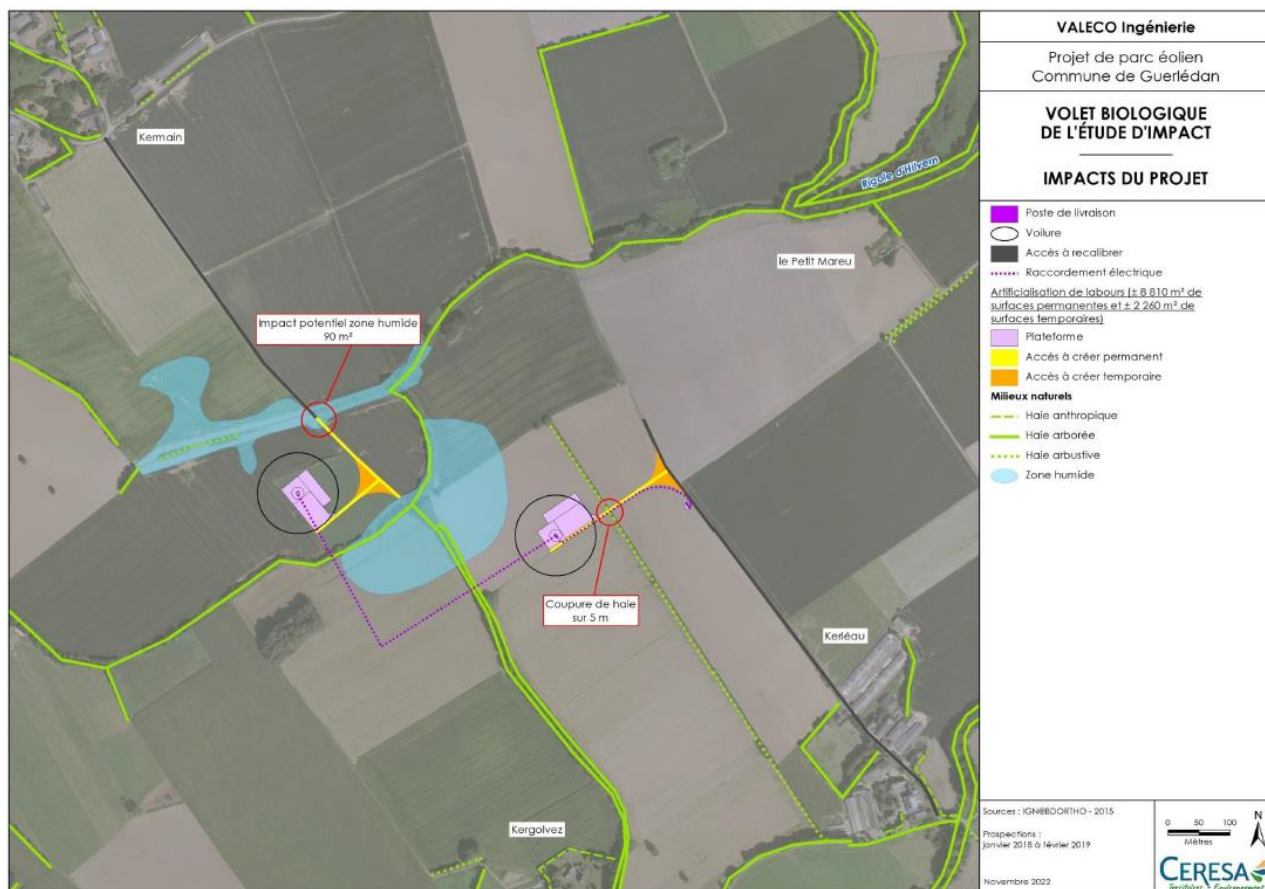 Kermain
Rigole d'Hilvern
le Petit Mareu
Impact potentiel zone humide
90 m²
Coupure de haie
sur 5 m
Kerléau
Kergolvez
VALECO Ingénierie
Projet de parc éolien
Commune de Guerlédan
VOLET BIOLOGIQUE
DE L'ÉTUDE D'IMPACT
IMPACTS DU PROJET
Poste de livraison
Voilure
Accès à recalibrer
Raccordement électrique
Artificialisation de labours (± 8 810 m² de
surfaces permanentes et ± 2 260 m² de
surfaces temporaires)
Plateforme
Accès à créer permanent
Accès à créer temporaire
Milieux naturels
Haie anthropique
Haie arborée
Haie arbustive
Zone humide
Sources : IGN®BDORTHO - 2015
Prospections :
janvier 2018 à février 2019
Novembre 2022
0 50 100
Mètres
N
CERESA
Territoires - Environnement